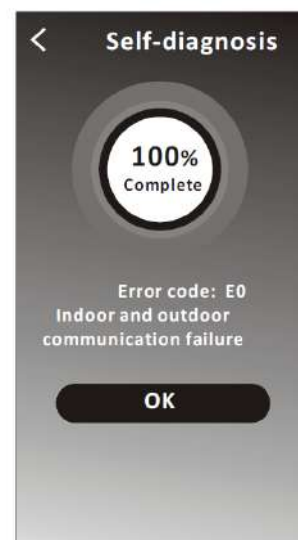 Self-diagnosis
100%
Complete
Error code: E0
Indoor and outdoor
communication failure
OK